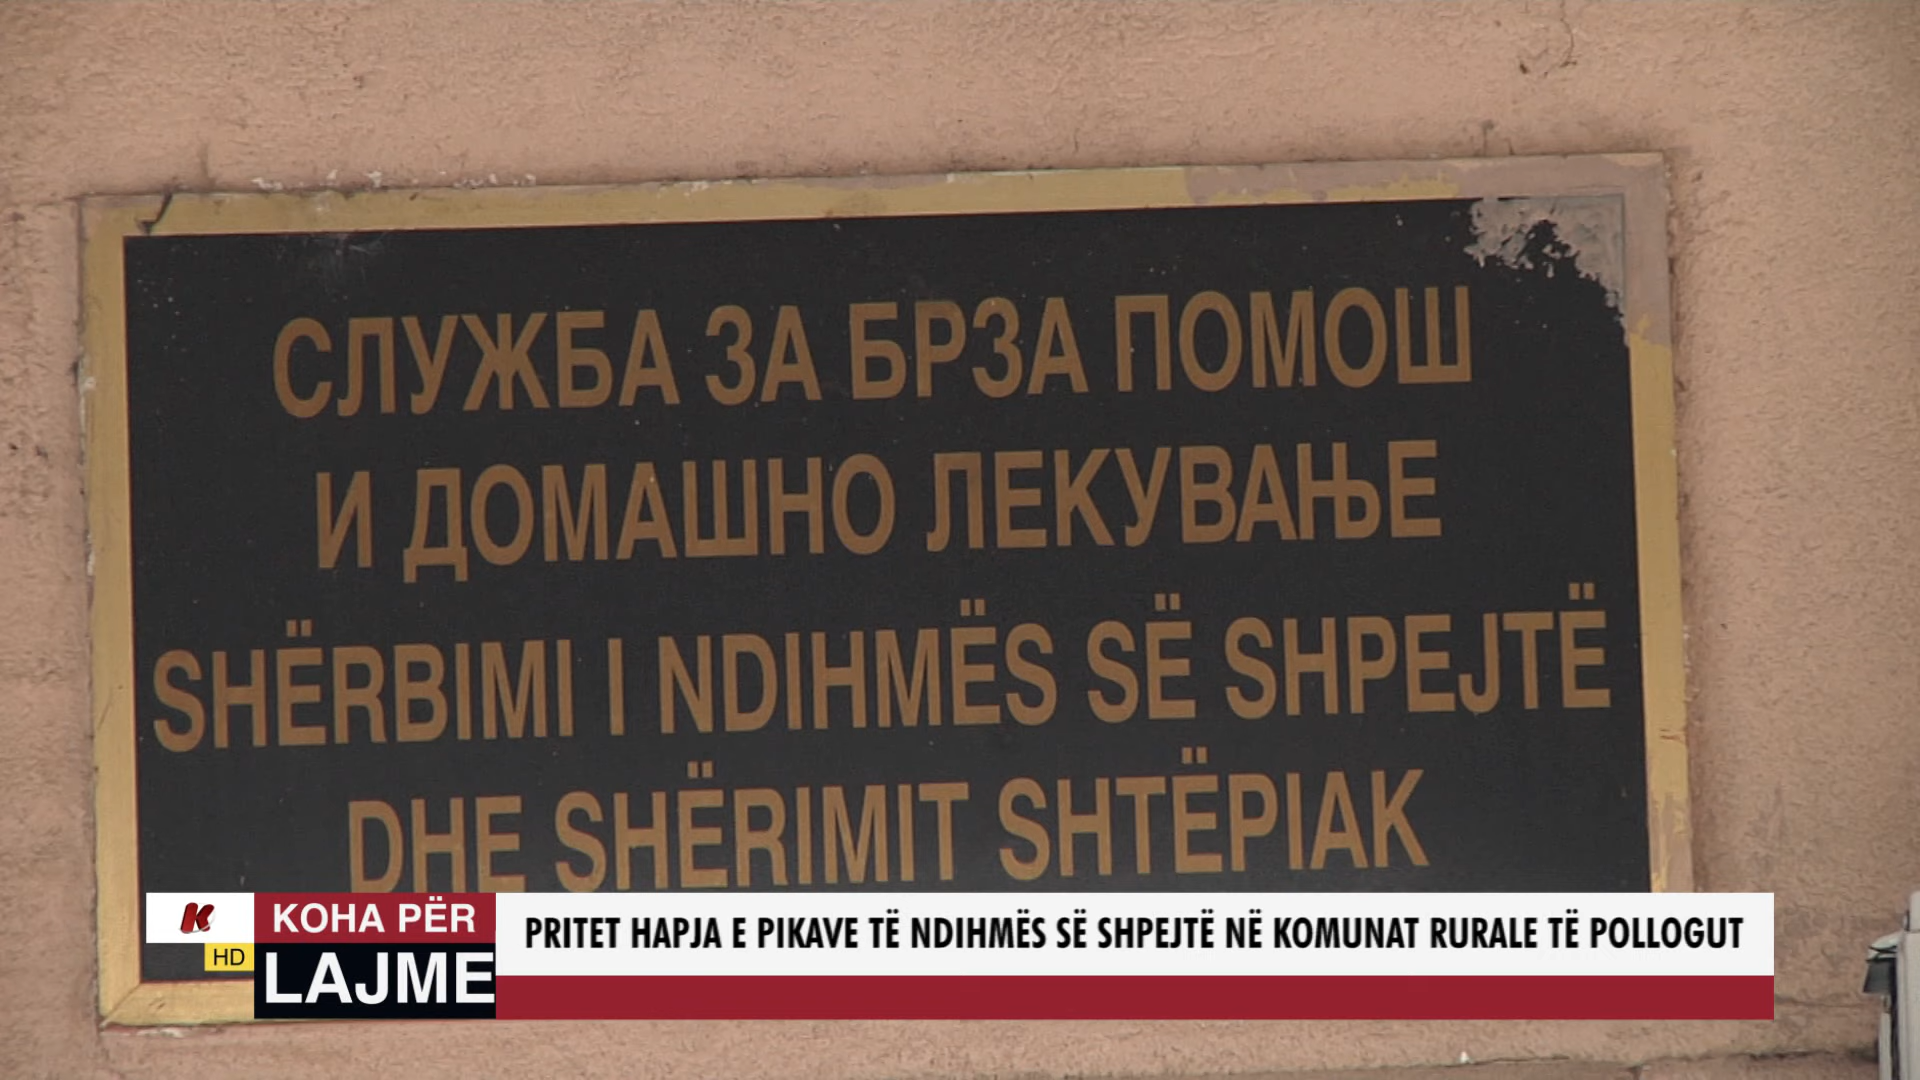 СЛУЖБА ЗА БРЗА ПОМОШ
И ДОМАШНО ЛЕКУВАЊЕ
SHËRBIMI I NDIHMËS SË SHPEJTË
DHE SHËRIMIT SHTËPIAK
K
HD
KOHA PËR
LAJME
PRITET HAPJA E PIKAVE TË NDIHMËS SË SHPEJTË NË KOMUNAT RURALE TË POLLOGUT